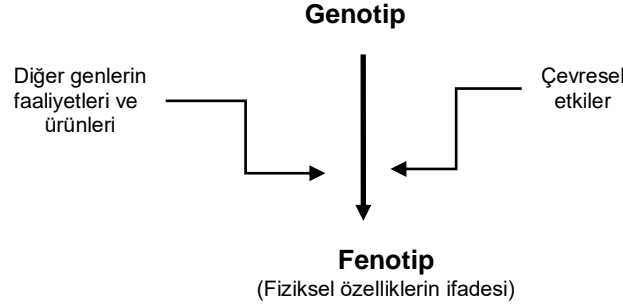 Genotip
Diğer genlerin
faaliyetleri ve
ürünleri
Çevresel
etkiler
Fenotip
(Fiziksel özelliklerin ifadesi)